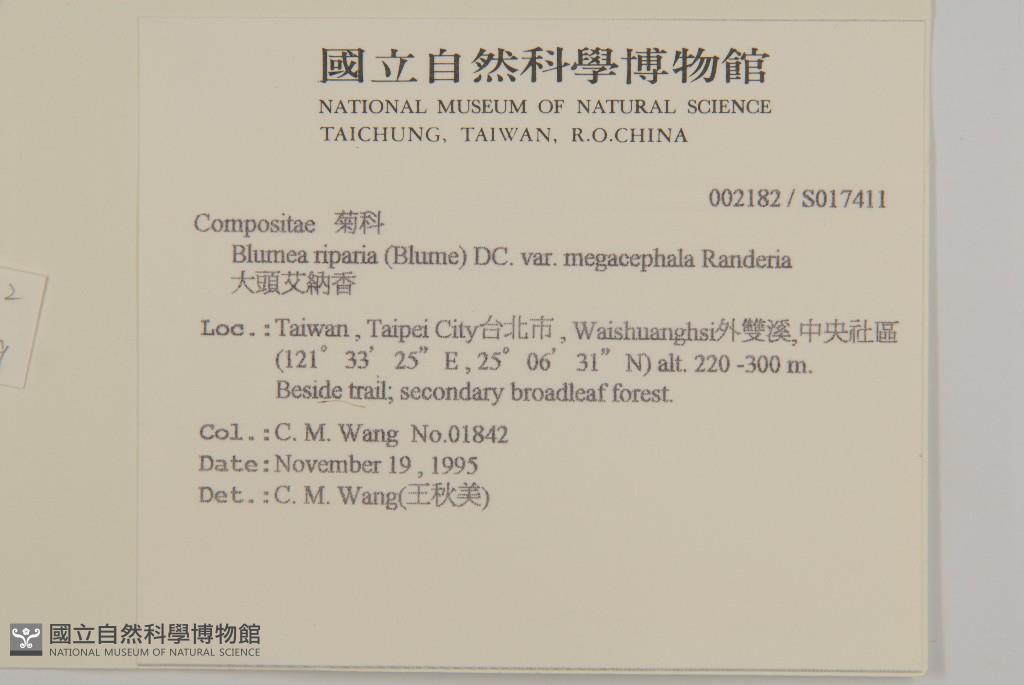 國立自然科學博物館
NATIONAL MUSEUM OF NATURAL SCIENCE
TAICHUNG, TAIWAN, R.O.CHINA
002182 / S017411
Compositae 菊科
Blumea riparia (Blume) DC. var. megacephala Randeria
大頭艾納香
Loc.:Taiwan , Taipei City台北市 , Waishuanghsi外雙溪,中央社區
(121° 33’ 25” E , 25° 06’ 31” N) alt. 220 -300 m.
Beside trail; secondary broadleaf forest.
Col.:C. M. Wang No.01842
Date:November 19 , 1995
Det.:C. M. Wang(王秋美)
2
國立自然科學博物館
NATIONAL MUSEUM OF NATURAL SCIENCE